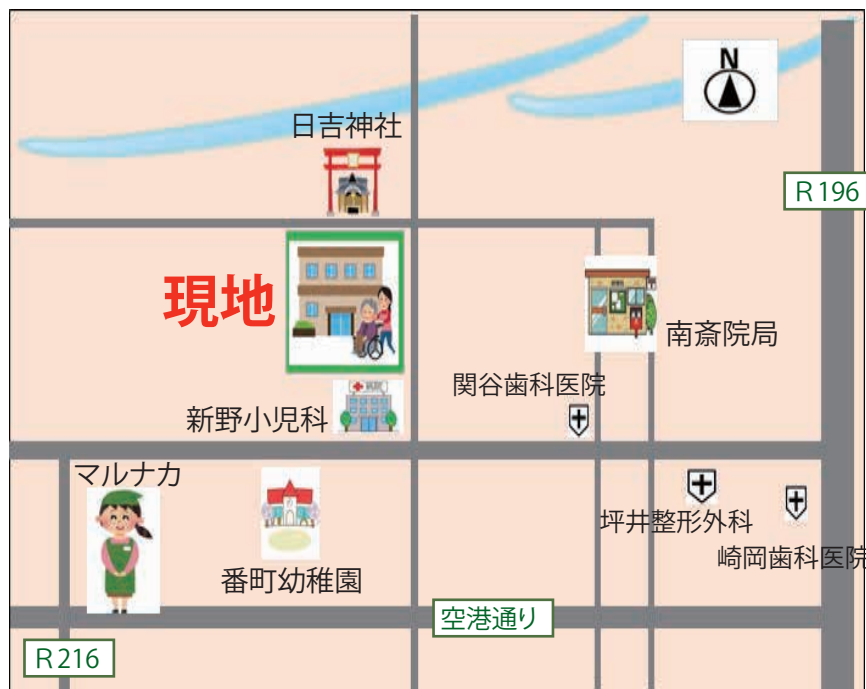 N
日吉神社
R196
現地
南斎院局
関谷歯科医院
新野小児科
マルナカ
坪井整形外科
崎岡歯科医院
番町幼稚園
空港通り
R216